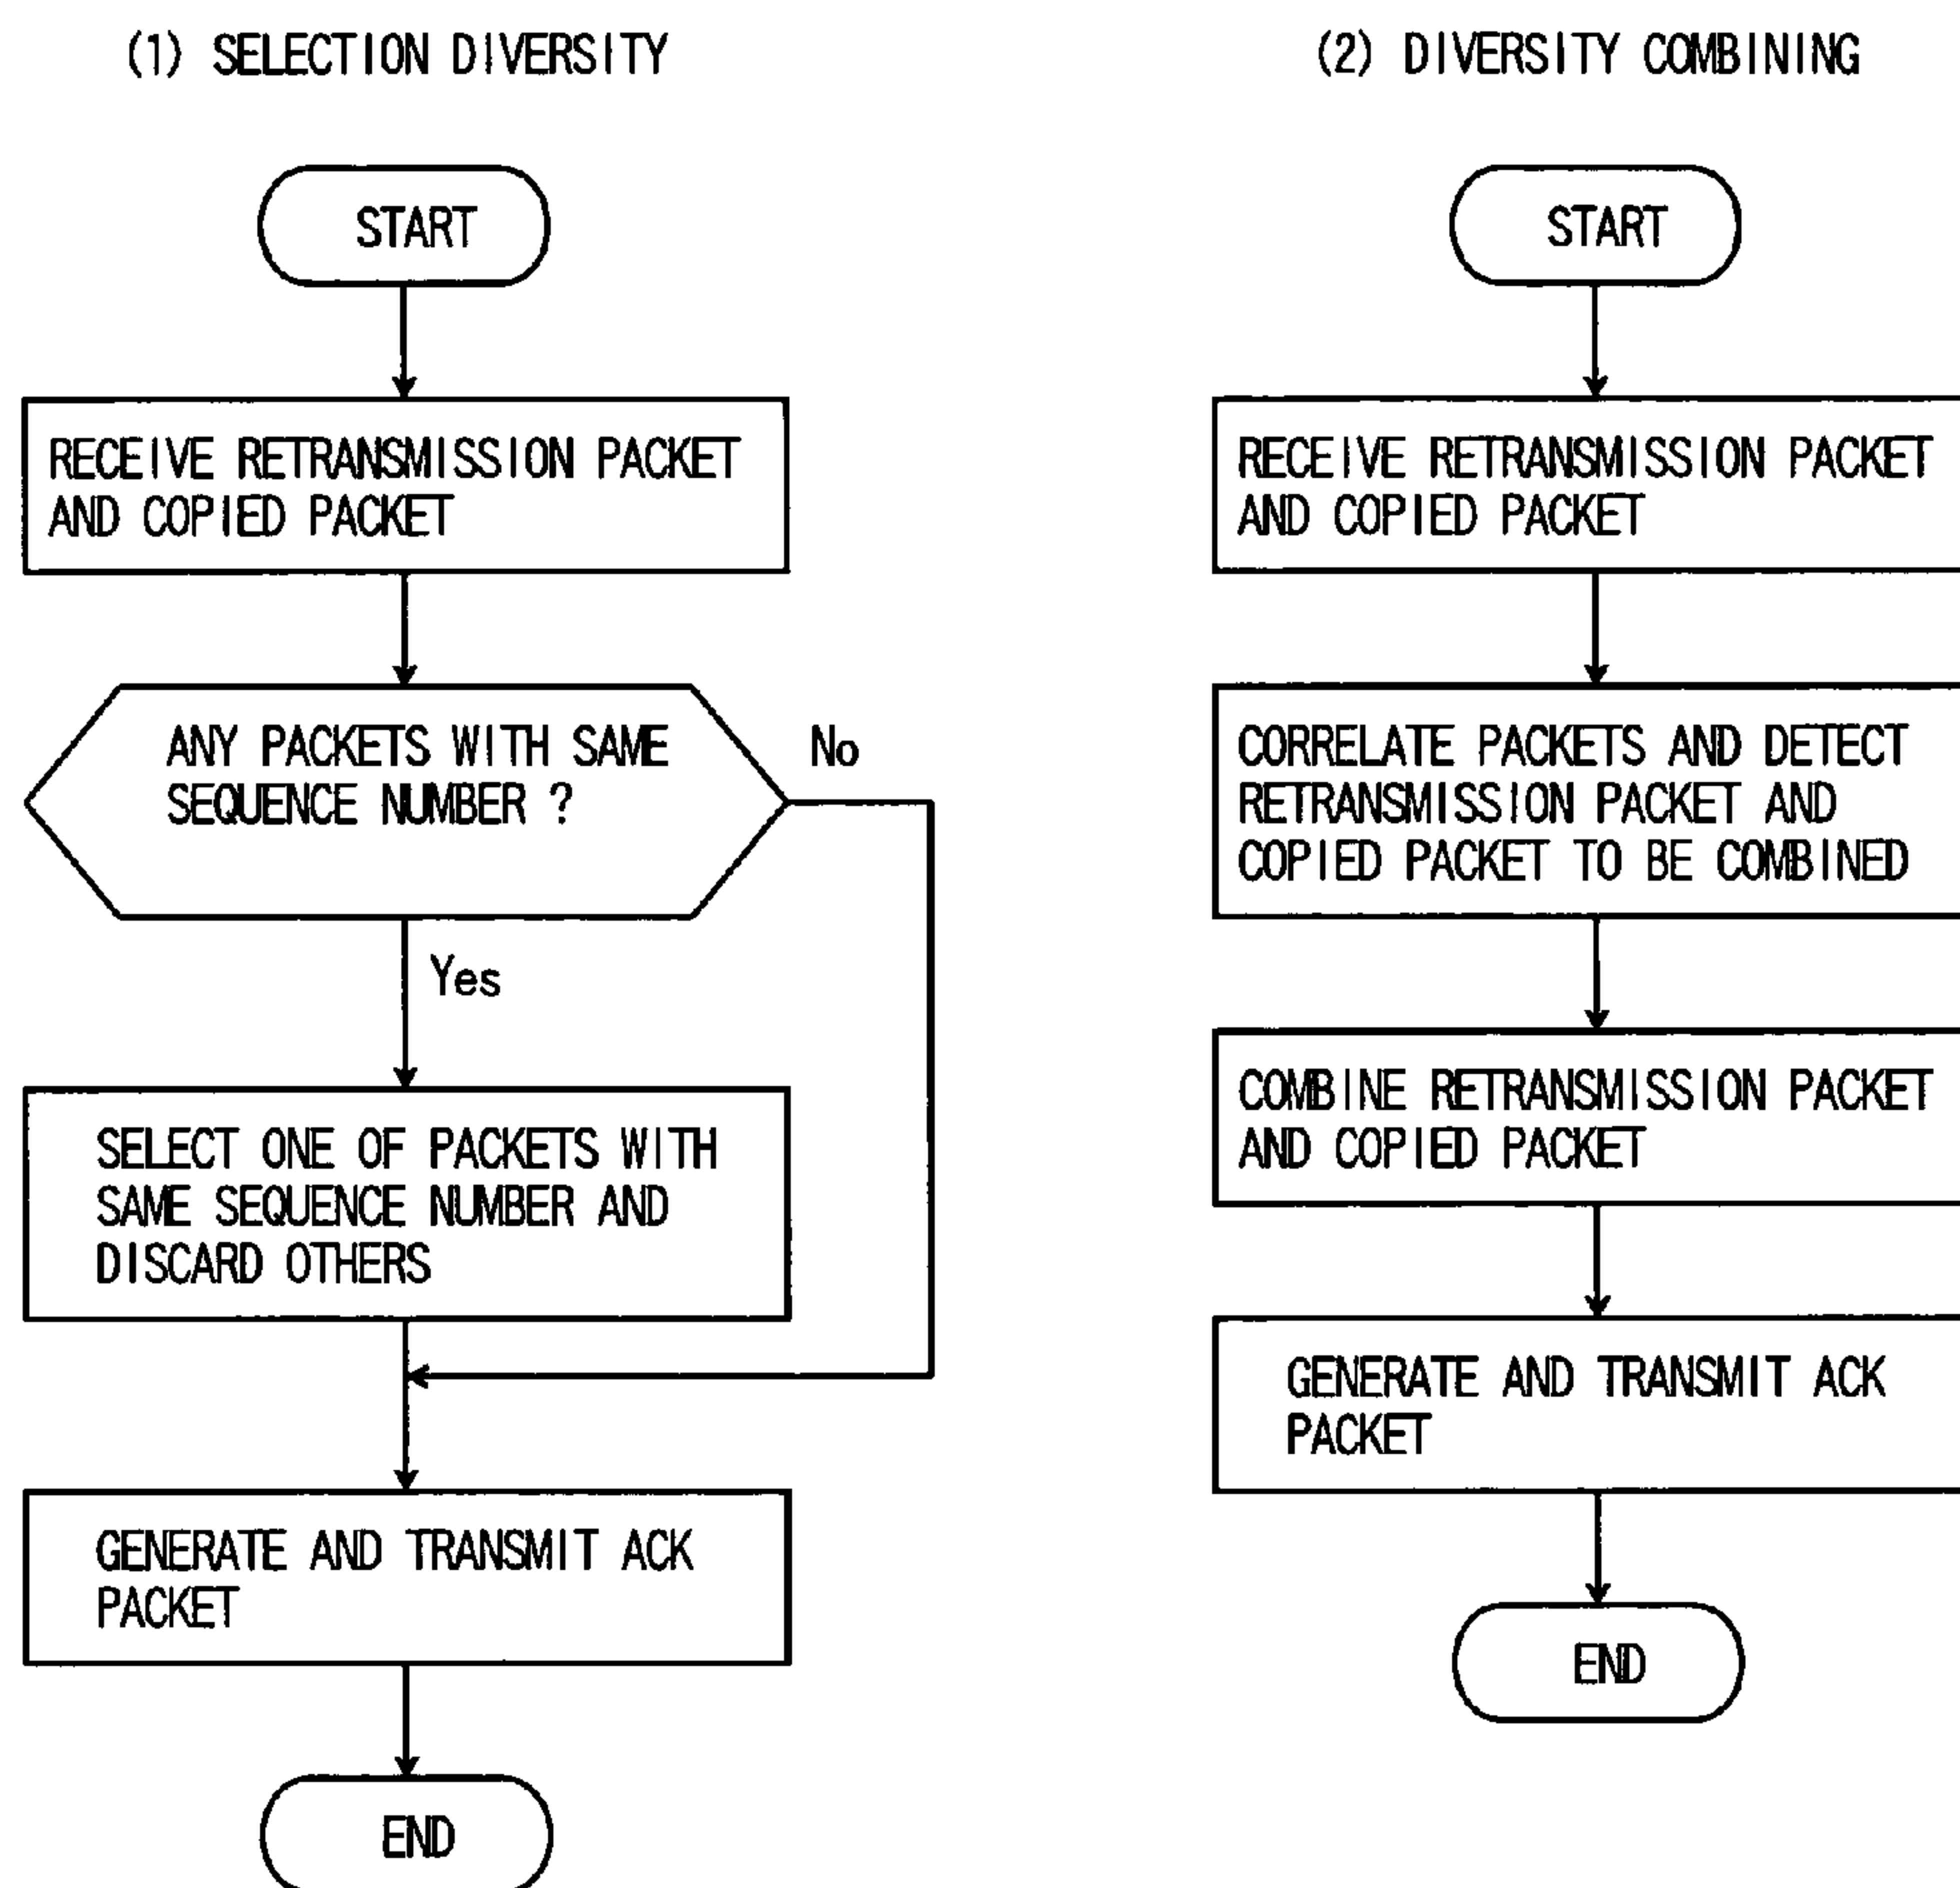 (1) SELECTION DIVERSITY
START
RECEIVE RETRANSMISSION PACKET
AND COPIED PACKET
ANY PACKETS WITH SAME
SEQUENCE NUMBER ?
No
Yes
SELECT ONE OF PACKETS WITH
SAME SEQUENCE NUMBER AND
DISCARD OTHERS
GENERATE AND TRANSMIT ACK
PACKET
END
(2) DIVERSITY COMBINING
START
RECEIVE RETRANSMISSION PACKET
AND COPIED PACKET
CORRELATE PACKETS AND DETECT
RETRANSMISSION PACKET AND
COPIED PACKET TO BE COMBINED
COMBINE RETRANSMISSION PACKET
AND COPIED PACKET
GENERATE AND TRANSMIT ACK
PACKET
END